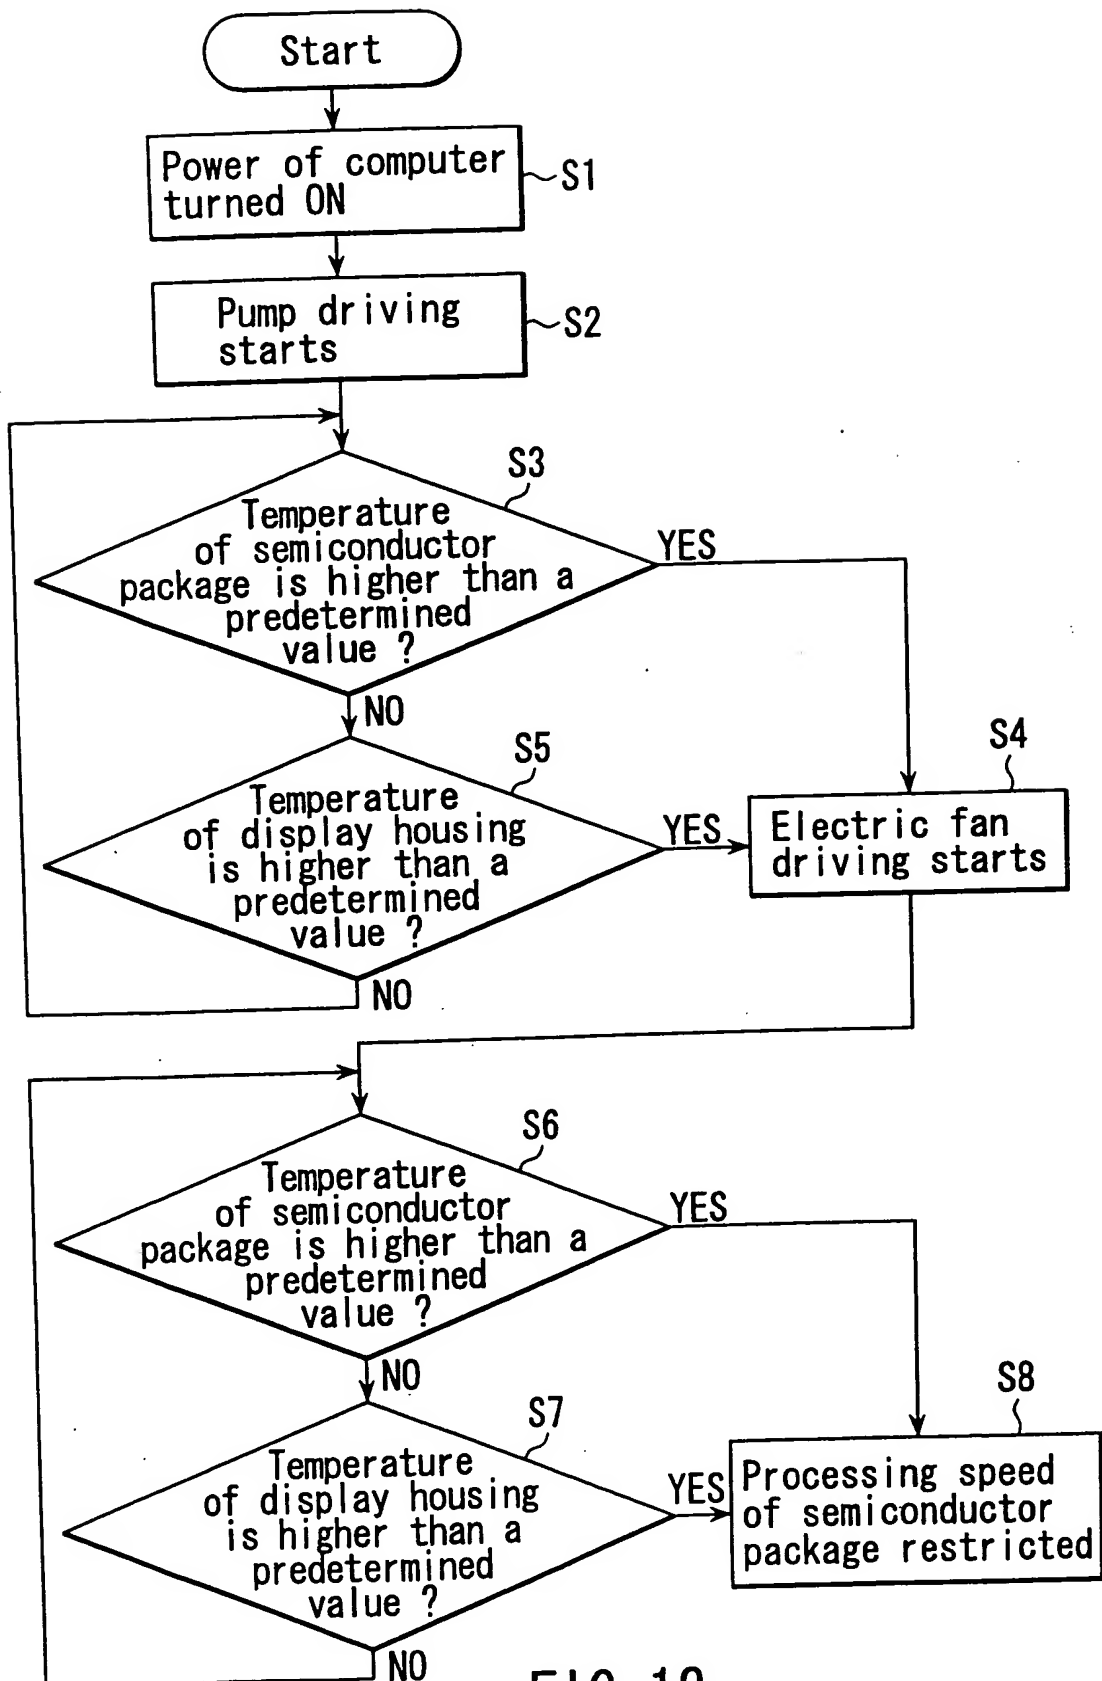 Start
Power of computer
turned ON
S1
Pump driving
starts
S2
S3
Temperature
of semiconductor
package is higher than a
predetermined
value ?
YES
NO
S5
Temperature
of display housing
is higher than a
predetermined
value ?
YES
NO
S4
Electric fan
driving starts
S6
Temperature
of semiconductor
package is higher than a
predetermined
value ?
YES
NO
S7
Temperature
of display housing
is higher than a
predetermined
value ?
YES
NO
S8
Processing speed
of semiconductor
package restricted